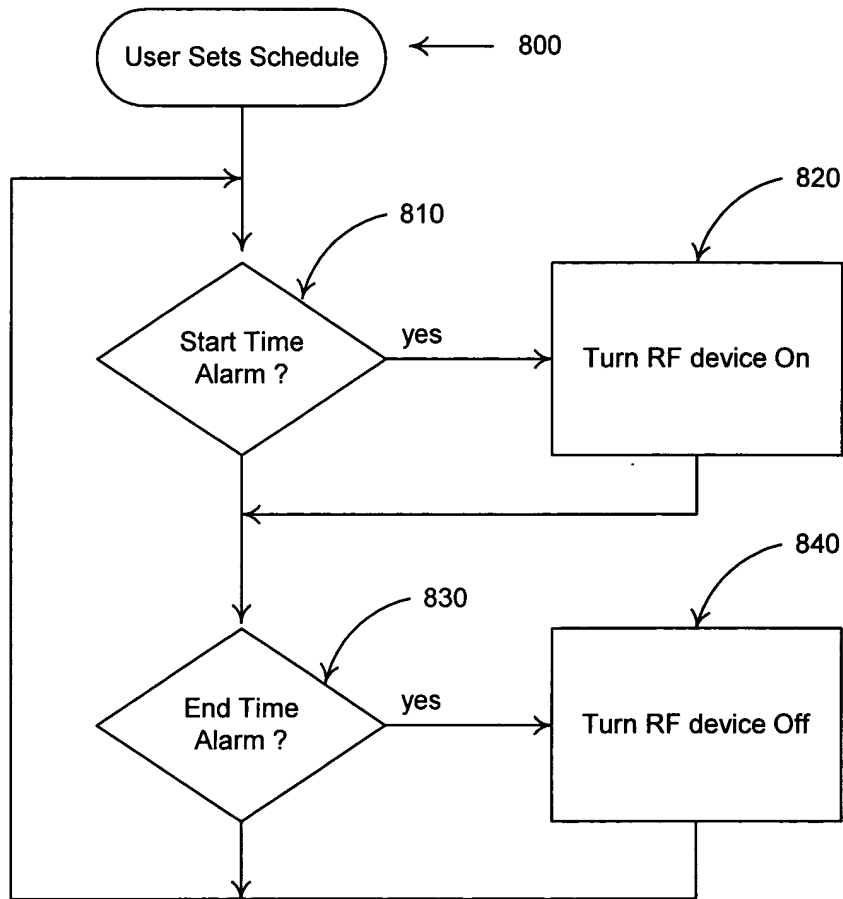 User Sets Schedule
800
820
810
Start Time
Alarm ?
yes
Turn RF device On
840
830
End Time
Alarm ?
yes
Turn RF device Off